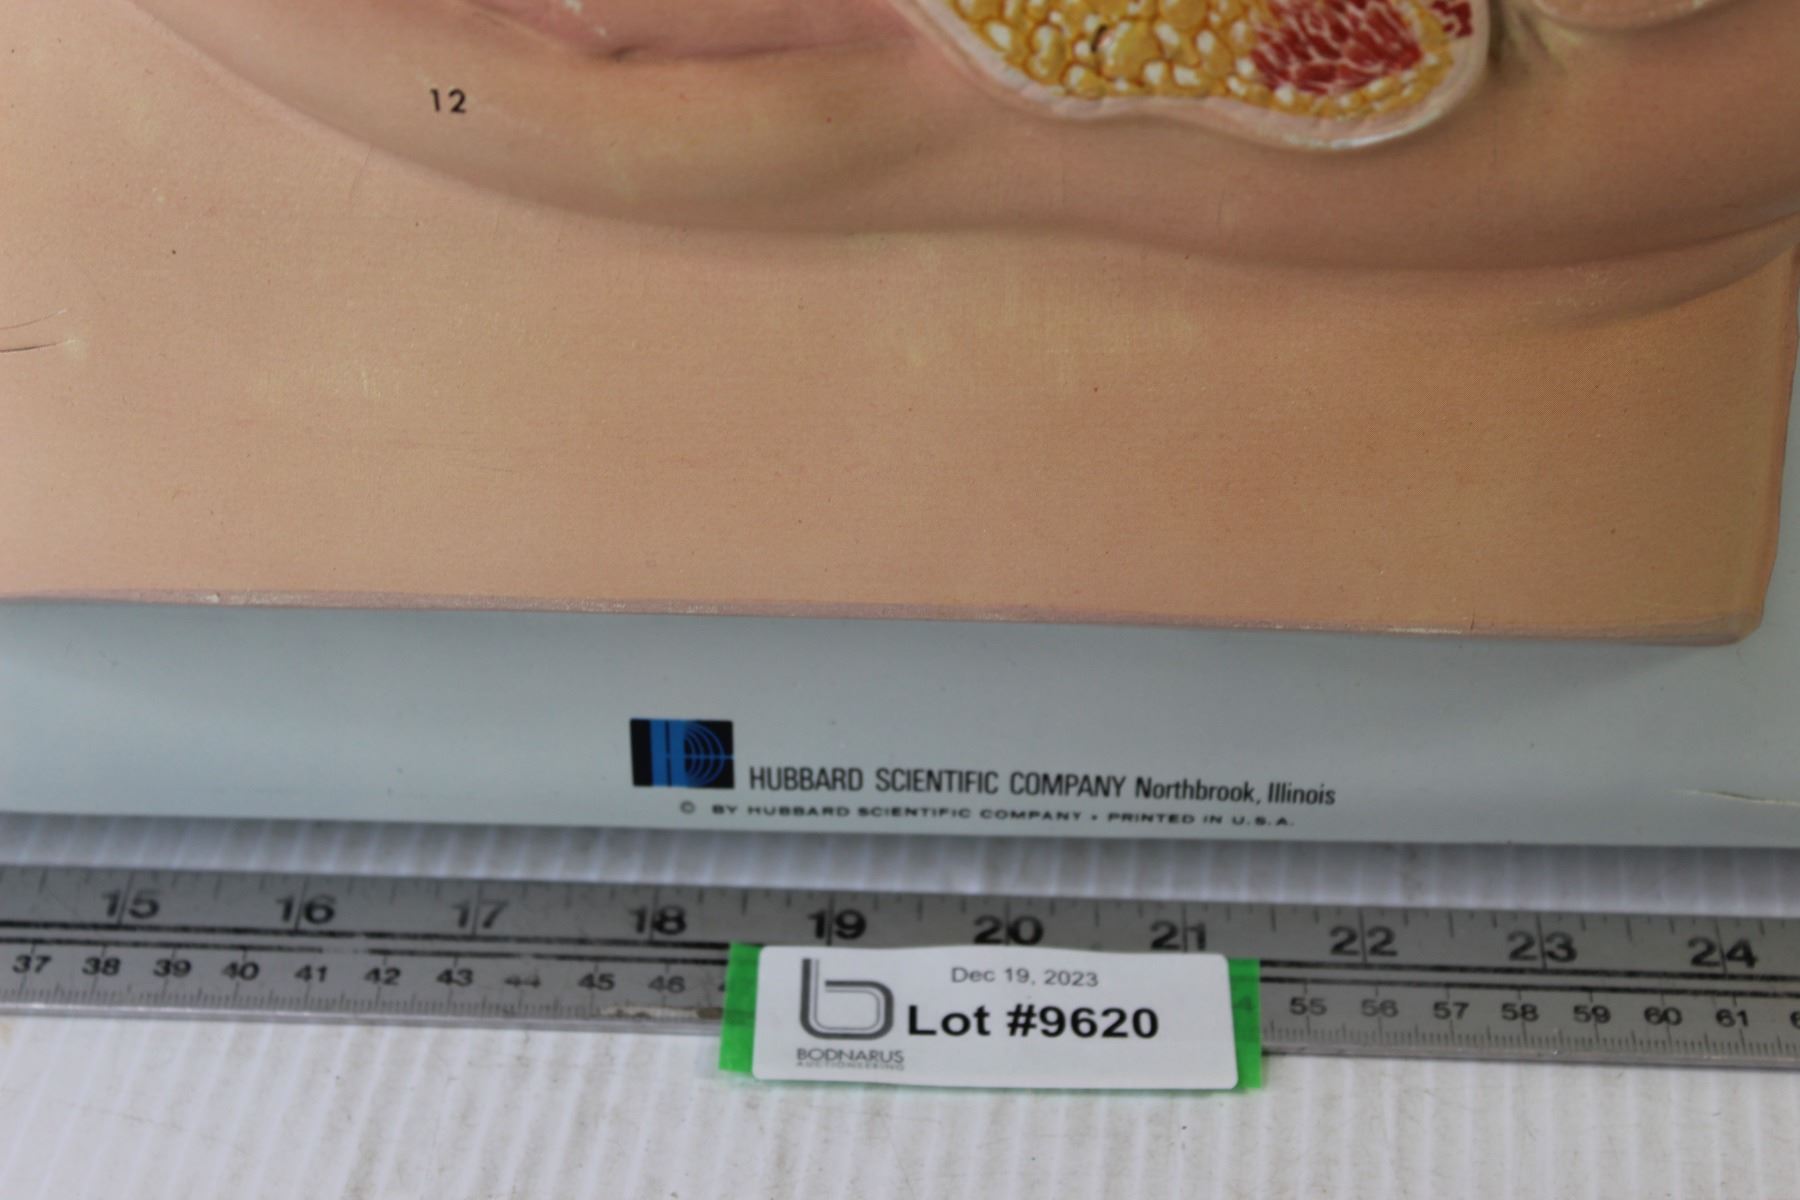 12
HUBBARD SCIENTIFIC COMPANY Northbrook, Illinois
© BY HUBBARD SCIENTIFIC COMPANY • PRINTED IN U.S.A.
15 16 17 18 19 20 21 22 23 24
37 38 39 40 41 42 43 44 45 46 55 56 57 58 59 60 61
Dec 19, 2023
Lot #9620
BODNARUS
AUCTIONEERING